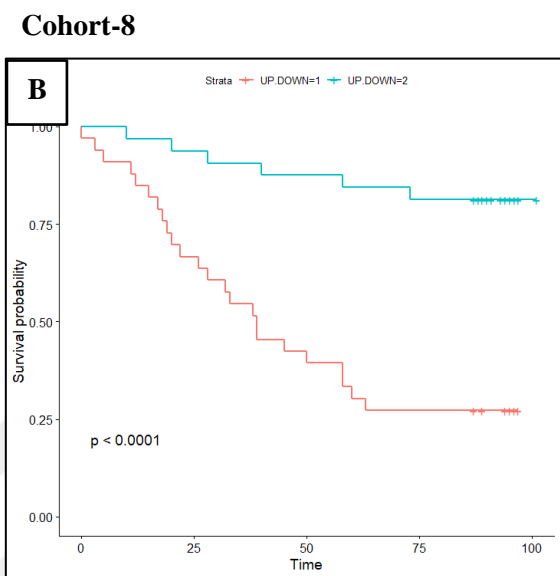 Cohort-8
B
Strata UP.DOWN=1 UP.DOWN=2
1.00
0.75
0.50
0.25
0.00
Survival probability
p < 0.0001
0 25 50 75 100
Time